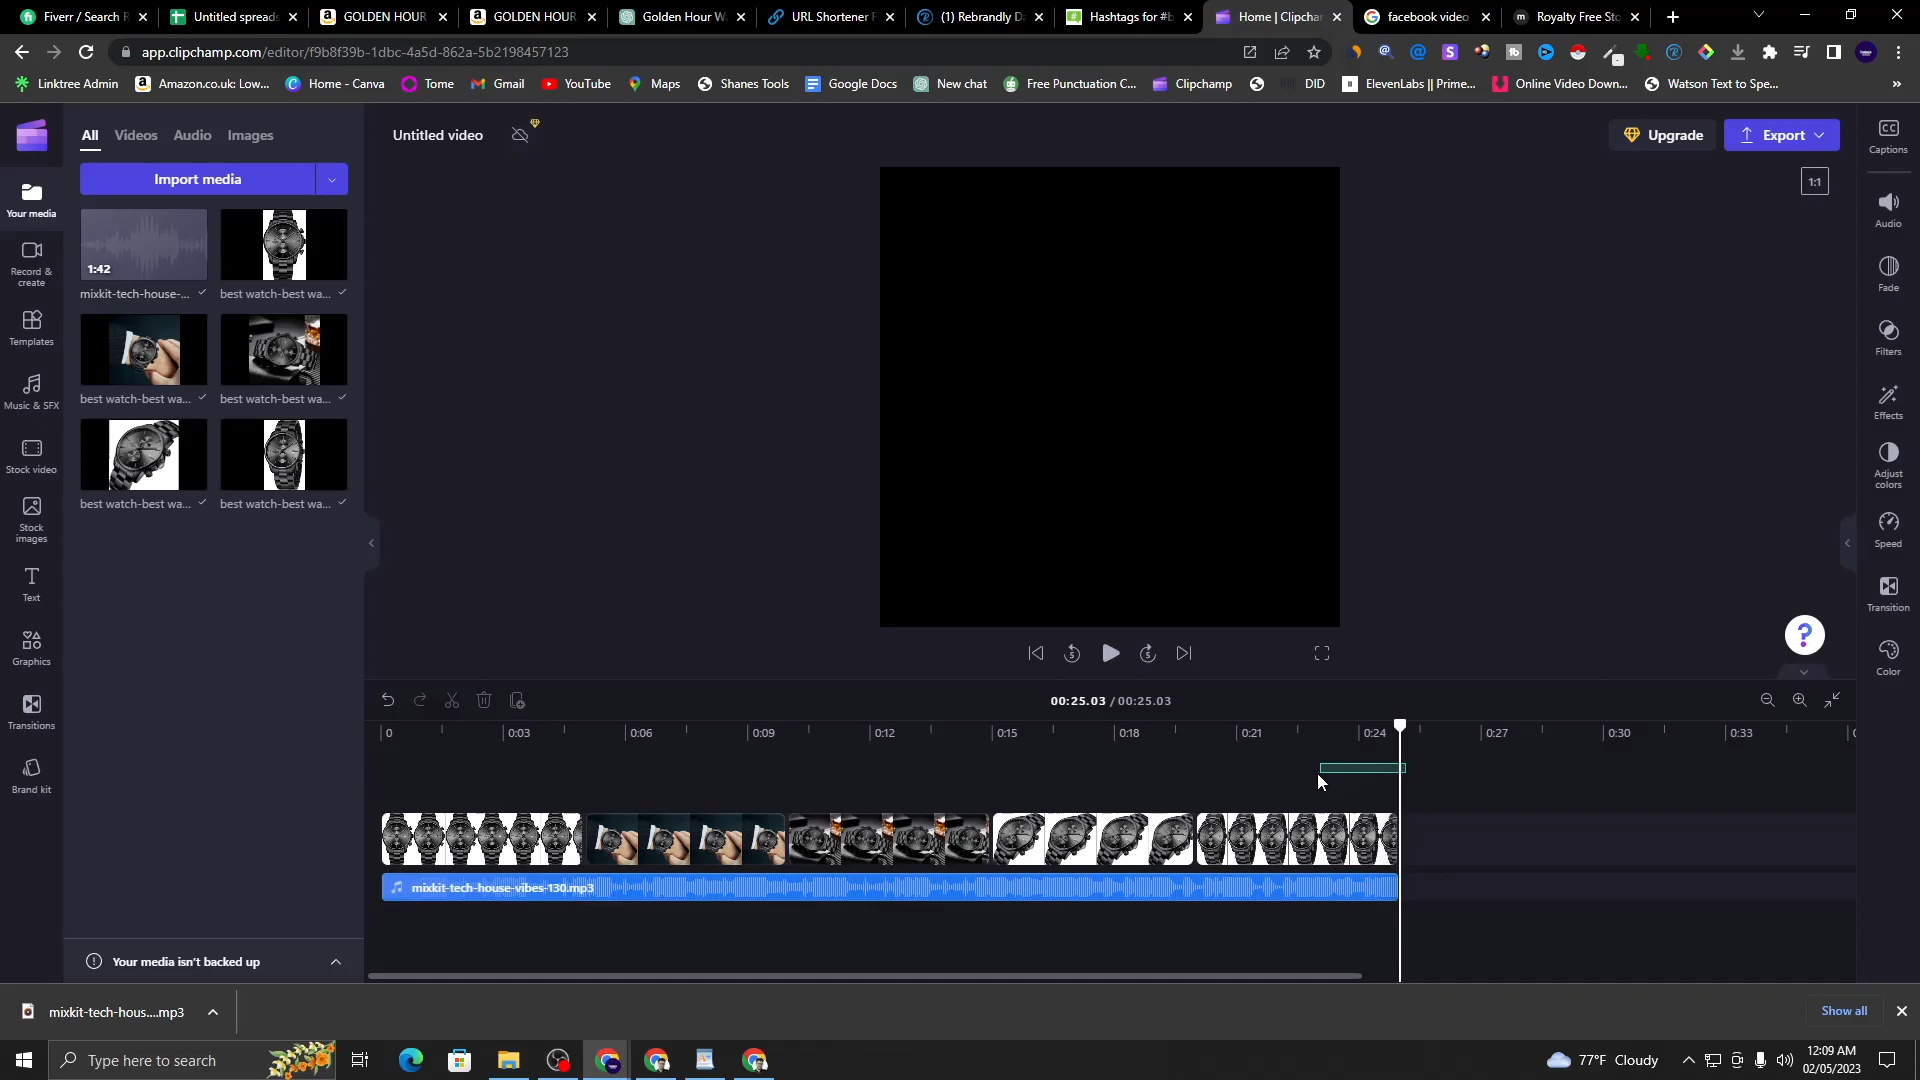 Fiverr / Search R
Untitled spreads
GOLDEN HOUR
GOLDEN HOUR
Golden Hour W
URL Shortener F
(1) Rebrandly D
Hashtags for #b
Home | Clipcha
facebook video
Royalty Free Sto
app.clipchamp.com/editor/f9b8f39b-1dbc-4a5d-862a-5b2198457123
Linktree Admin
Amazon.co.uk: Low...
Home - Canva
Tome
Gmail
YouTube
Maps
Shanes Tools
Google Docs
New chat
Free Punctuation C...
Clipchamp
DID
ElevenLabs || Prime...
Online Video Down...
Watson Text to Spe...
»
All
Videos
Audio
Images
Untitled video
Upgrade
Export
Captions
Import media
1:1
Your media
1:42
mixkit-tech-house-...
best watch-best wa...
Audio
Record &
create
Fade
Templates
best watch-best wa...
best watch-best wa...
Filters
Music & SFX
Effects
Stock video
best watch-best wa...
best watch-best wa...
Adjust
colors
Stock
images
Speed
Text
Transition
?
Graphics
5
5
Color
Transitions
00:25.03 / 00:25.03
0
0:03
0:06
0:09
0:12
0:15
0:18
0:21
0:24
0:27
0:30
0:33
Brand kit
mixkit-tech-house-vibes-130.mp3
Your media isn't backed up
mixkit-tech-hous....mp3
Show all
Type here to search
77°F Cloudy
12:09 AM
02/05/2023